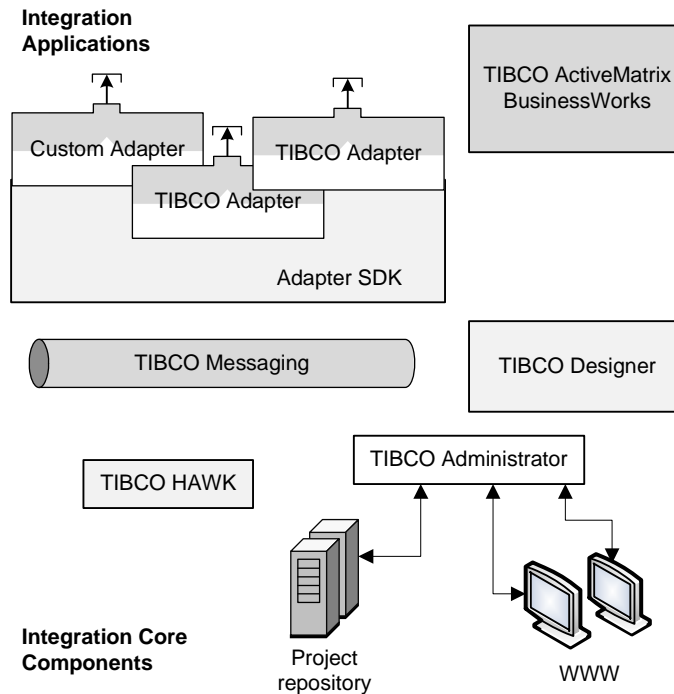 Integration
Applications
TIBCO ActiveMatrix
BusinessWorks
Custom Adapter
TIBCO Adapter
TIBCO Adapter
Adapter SDK
TIBCO Messaging
TIBCO Designer
TIBCO Administrator
TIBCO HAWK
Integration Core
Components
Project
repository
WWW